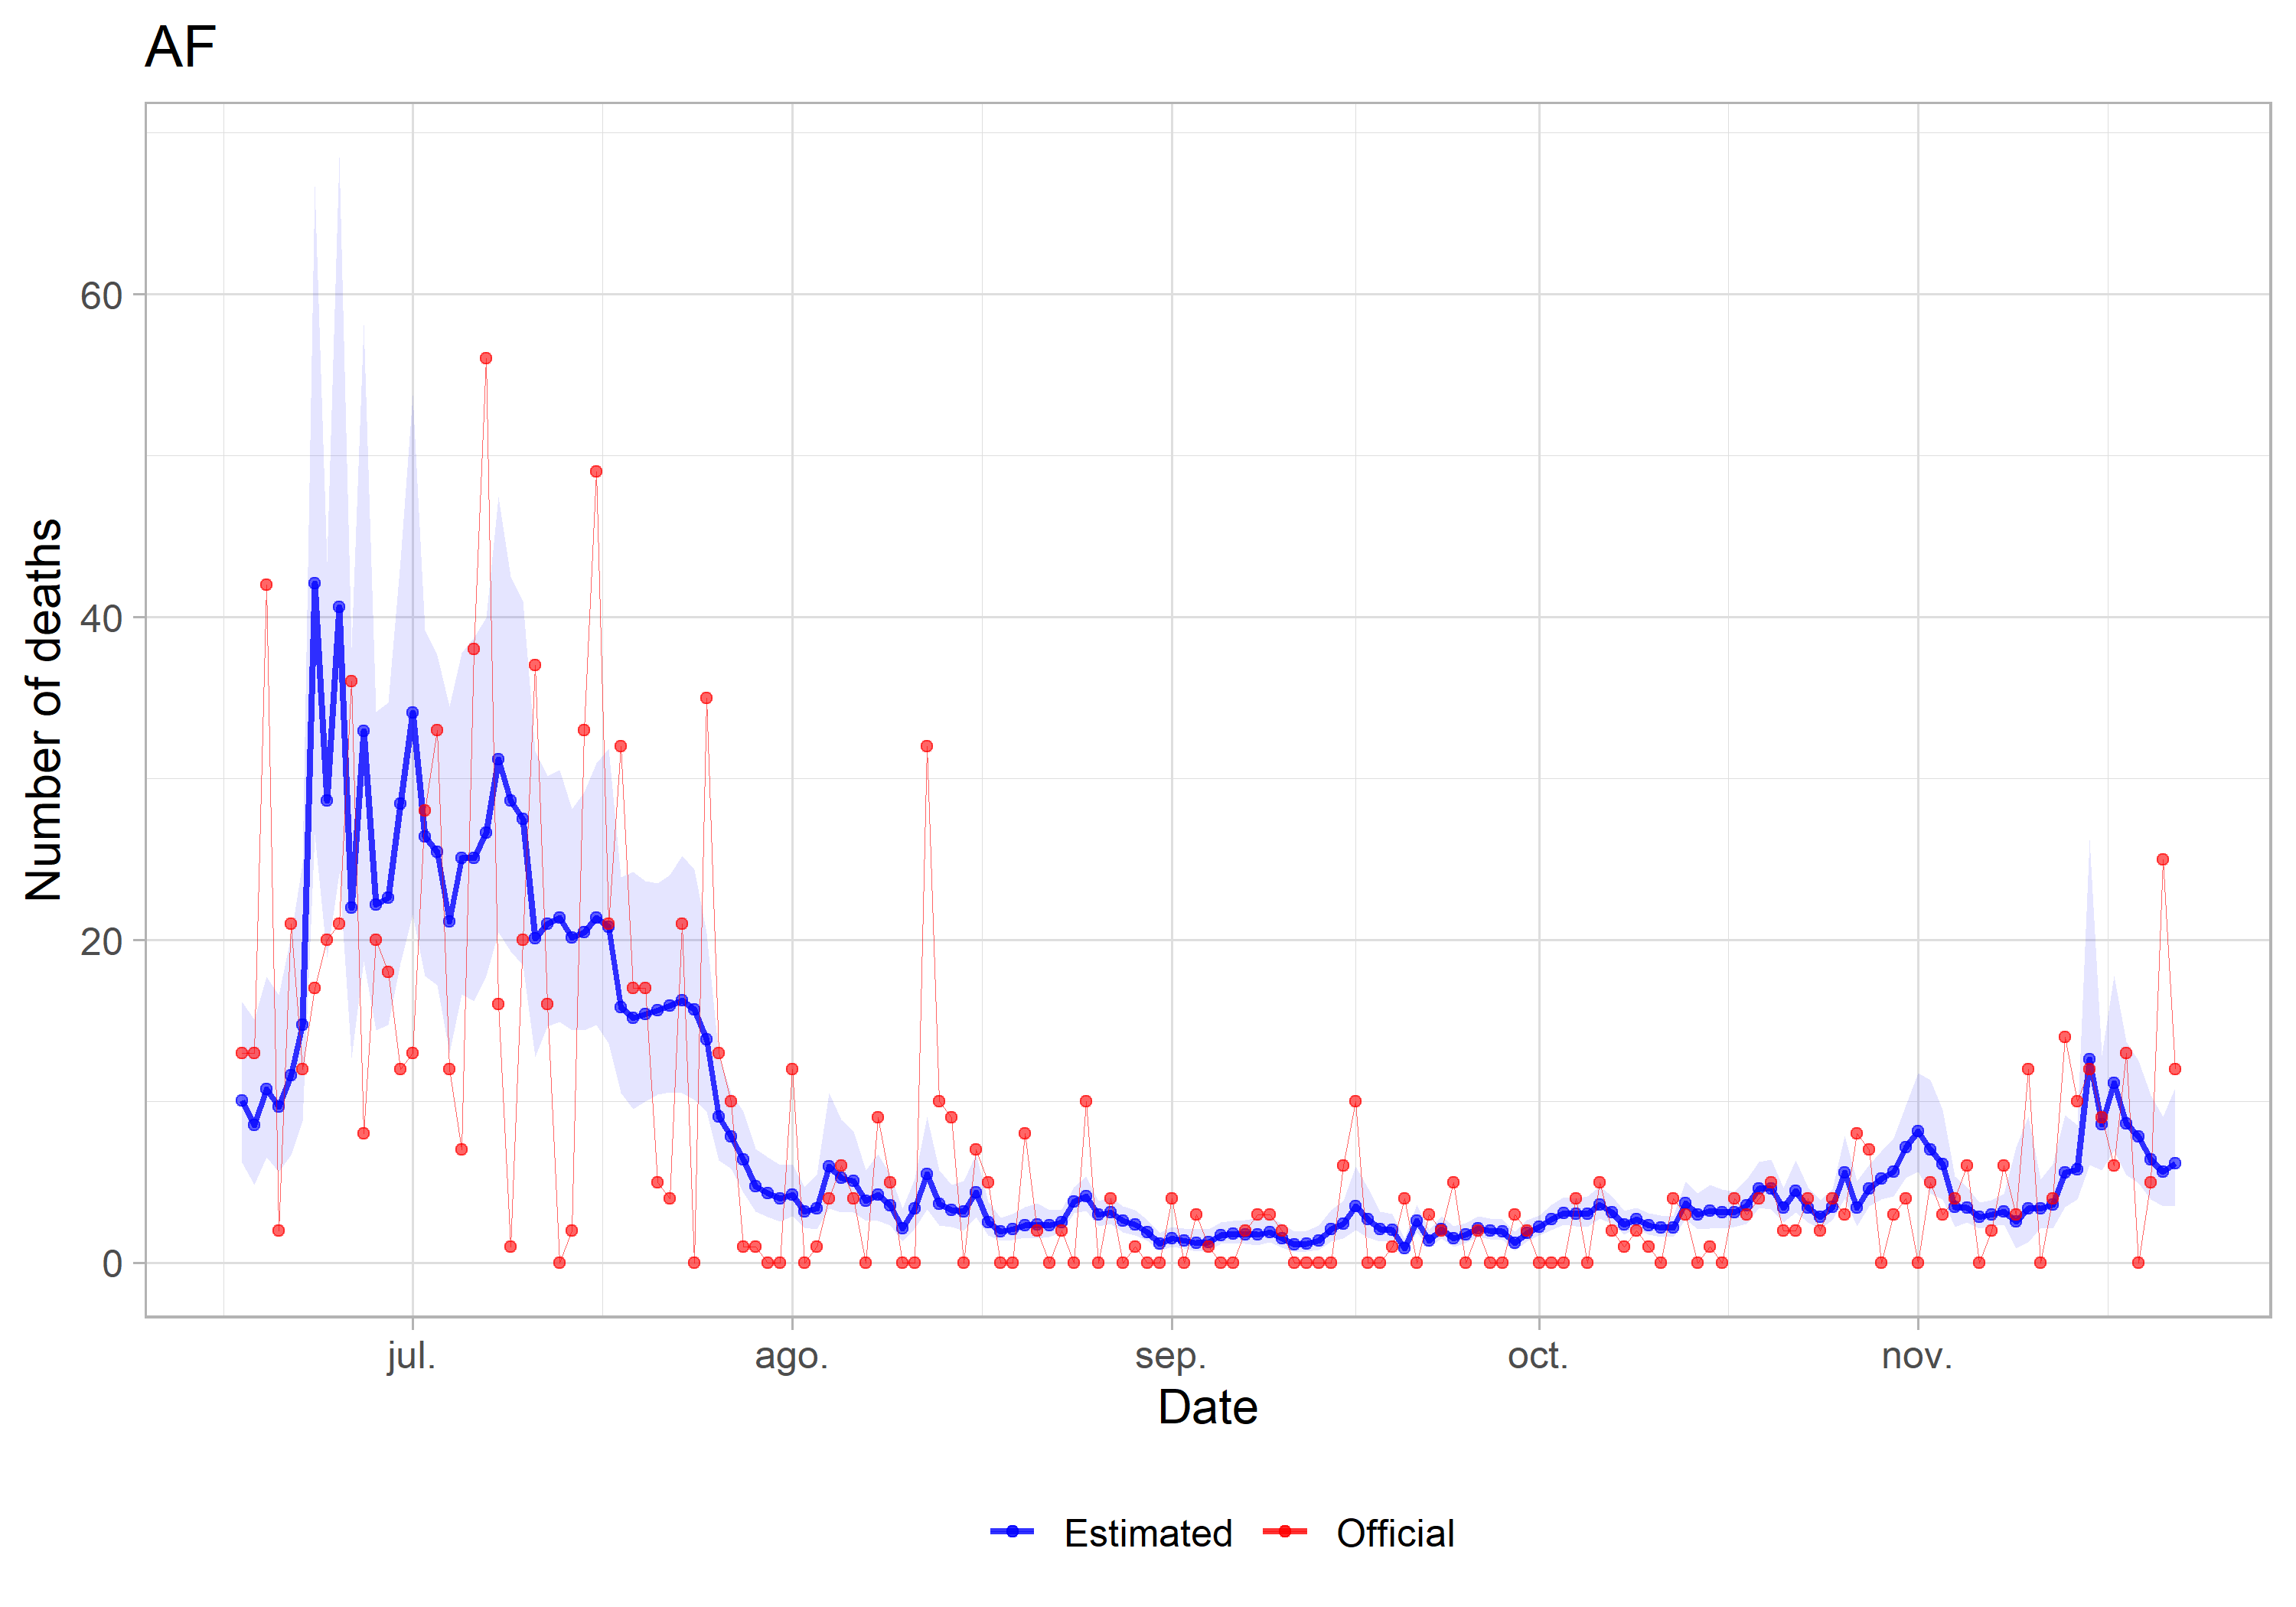 AF
Number of deaths
60
40
20
0
jul.
ago.
sep.
oct.
nov.
Date
Estimated
Official